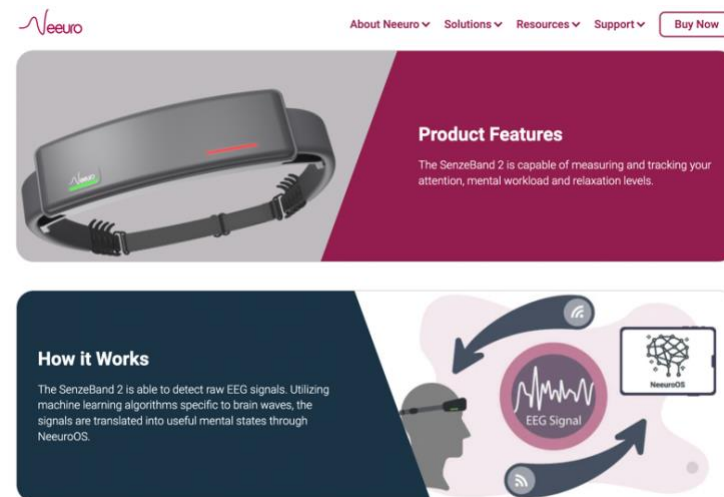 Neeuro
About Neeuro
Solutions
Resources
Support
Buy Now
Neeuro
Product Features
The SenzeBand 2 is capable of measuring and tracking your
attention, mental workload and relaxation levels.
How it Works
The SenzeBand 2 is able to detect raw EEG signals. Utilizing
machine learning algorithms specific to brain waves, the
signals are translated into useful mental states through
NeeuroOS.
EEG Signal
NeeuroOS